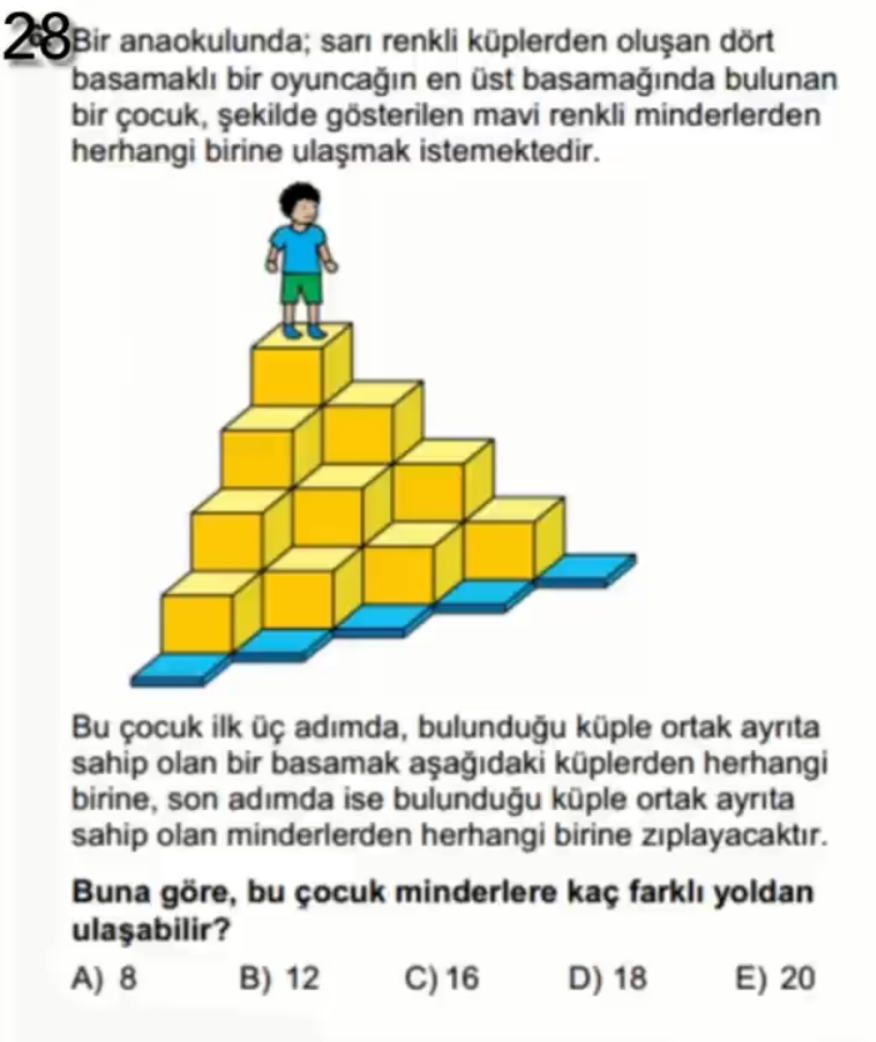 28 Bir anaokulunda; sarı renkli küplerden oluşan dört
basamaklı bir oyuncağın en üst basamağında bulunan
bir çocuk, şekilde gösterilen mavi renkli minderlerden
herhangi birine ulaşmak istemektedir.
Bu çocuk ilk üç adımda, bulunduğu küple ortak ayrıta
sahip olan bir basamak aşağıdaki küplerden herhangi
birine, son adımda ise bulunduğu küple ortak ayrıta
sahip olan minderlerden herhangi birine zıplayacaktır.
Buna göre, bu çocuk minderlere kaç farklı yoldan
ulaşabilir?
A) 8 B) 12 C) 16 D) 18 E) 20